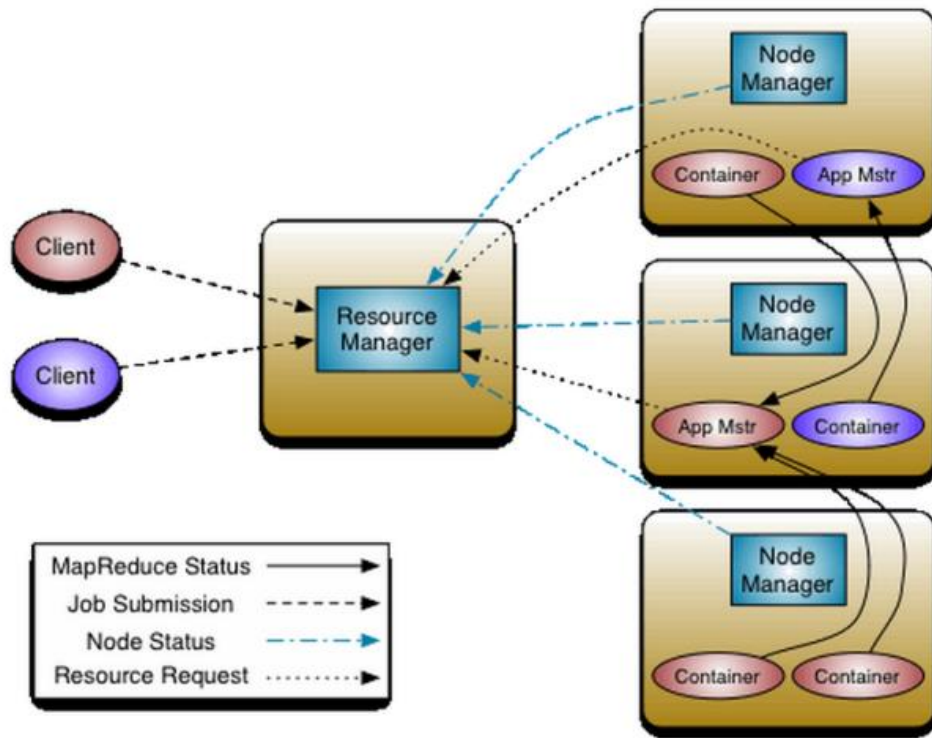 Node
Manager
Container
App Mstr
Client
Client
Resource
Manager
Node
Manager
App Mstr
Container
Node
Manager
Container
Container
MapReduce Status
Job Submission
Node Status
Resource Request